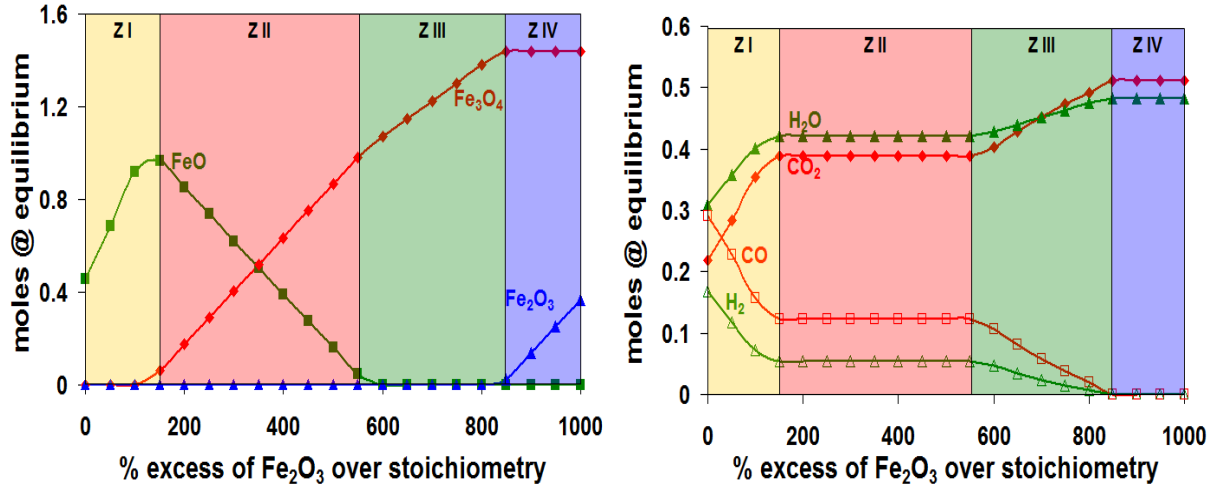 1.6
1.2
0.8
0.4
0
Z I
Z II
Z III
Z IV
FeO
Fe₃O₄
Fe₂O₃
0 200 400 600 800 1000
% excess of Fe₂O₃ over stoichiometry
moles @ equilibrium
0.6
0.5
0.4
0.3
0.2
0.1
0
Z I
Z II
Z III
Z IV
H₂O
CO₂
CO
H₂
0 200 400 600 800 1000
% excess of Fe₂O₃ over stoichiometry
moles @ equilibrium